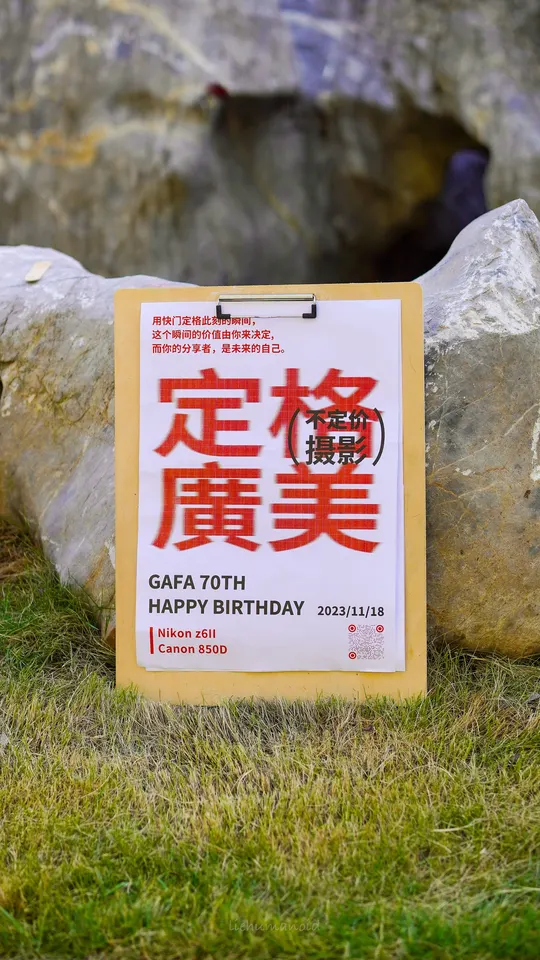 用快门定格此刻的瞬间，
这个瞬间的价值由你来决定，
而你的分享者，是未来的自己。
定格
（不定价摄影）
廣美
GAFA 70TH
HAPPY BIRTHDAY 2023/11/18
Nikon z6II
Canon 850D
lichumanoid